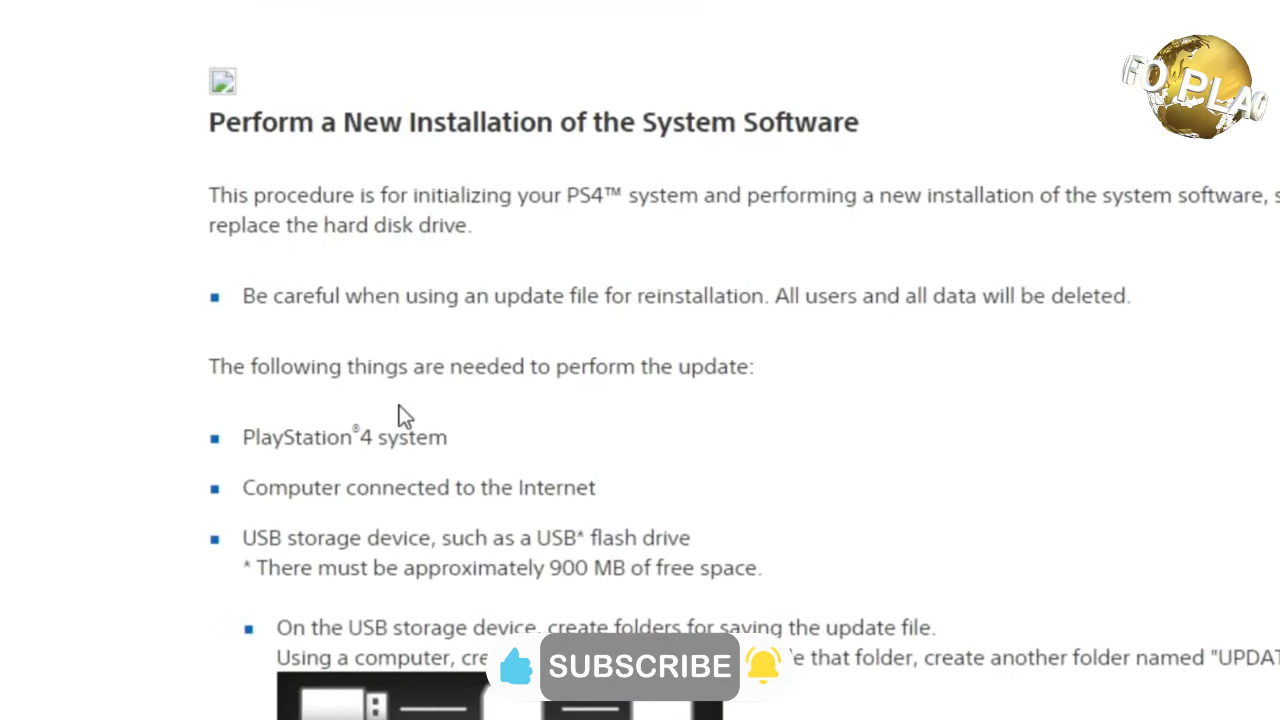 FO PLAC
Perform a New Installation of the System Software
This procedure is for initializing your PS4™ system and performing a new installation of the system software, s
replace the hard disk drive.
Be careful when using an update file for reinstallation. All users and all data will be deleted.
The following things are needed to perform the update:
PlayStation®4 system
Computer connected to the Internet
USB storage device, such as a USB* flash drive
* There must be approximately 900 MB of free space.
On the USB storage device, create folders for saving the update file.
Using a computer, cre
SUBSCRIBE
le that folder, create another folder named "UPDAT